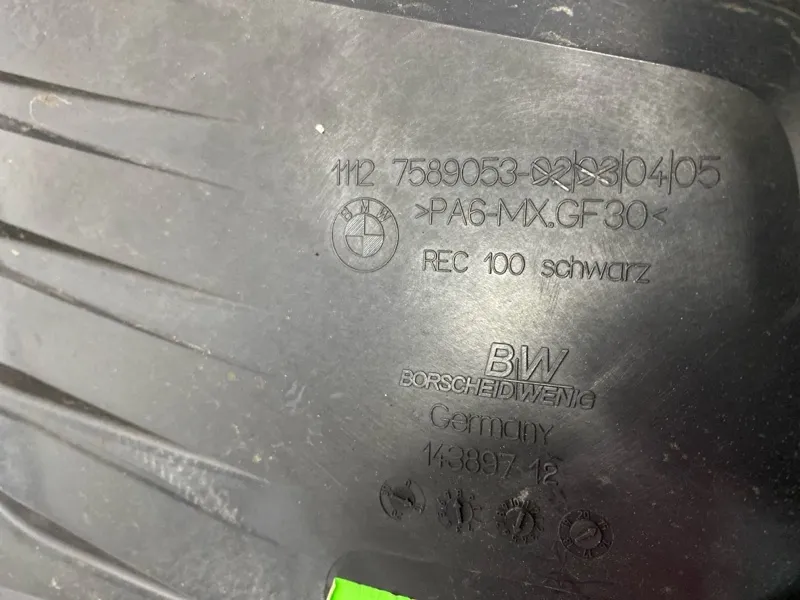 1112 7589053-02/03/04/05
BMW
>PA6-MX.GF30<
REC 100 schwarz
BW
BORSCHEIDWENIG
Germany
143897 12